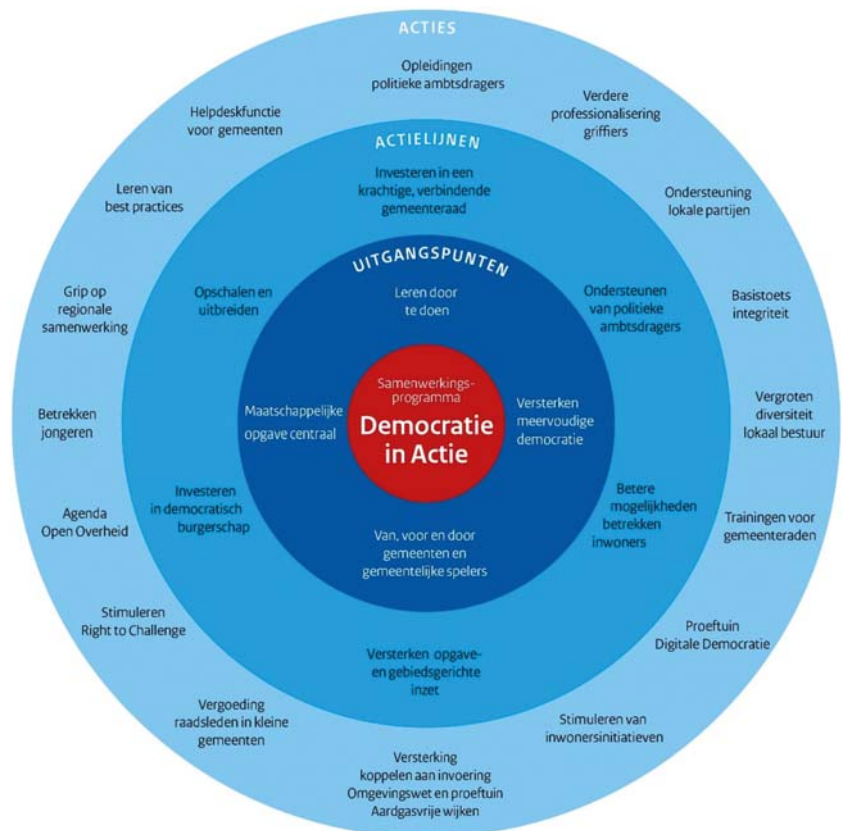 ACTIES
Opleidingen
politieke ambtsdragers
Verdere
professionalisering
griffiers
Ondersteuning
lokale partijen
Basistoets
integriteit
Vergroten
diversiteit
lokaal bestuur
Trainingen voor
gemeenteraden
Proeftuin
Digitale Democratie
Stimuleren van
inwonersinitiatieven
Versterking
koppelen aan invoering
Omgevingswet en proeftuin
Aardgasvrije wijken
Vergoeding
raadsleden in kleine
gemeenten
Stimuleren
Right to Challenge
Agenda
Open Overheid
Betrekken
jongeren
Grip op
regionale
samenwerking
Leren van
best practices
Helpdeskfunctie
voor gemeenten
ACTIELIJNEN
Investeren in een
krachtige, verbindende
gemeenteraad
Ondersteunen
van politieke
ambtsdragers
Betere
mogelijkheden
betrekken
inwoners
Versterken opgave-
en gebiedsgerichte
inzet
Investeren
in democratisch
burgerschap
Opschalen en
uitbreiden
UITGANGSPUNTEN
Leren door
te doen
Versterken
meervoudige
democratie
Van, voor en door
gemeenten en
gemeentelijke spelers
Maatschappelijke
opgave centraal
Samenwerkings-
programma
Democratie
in Actie